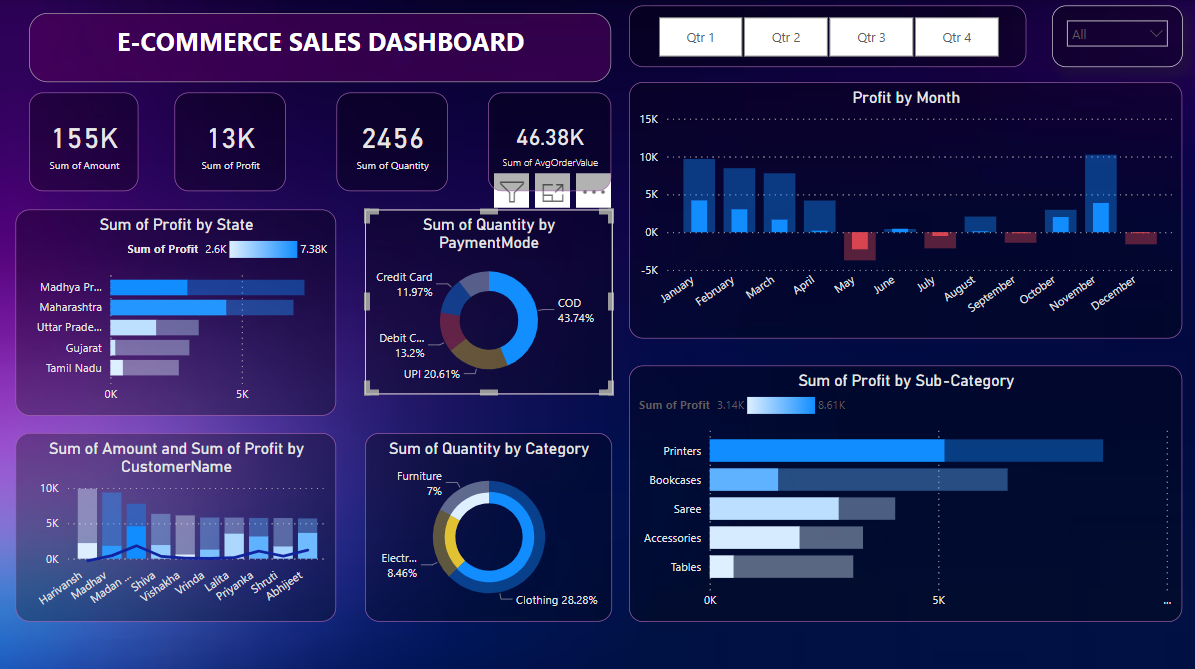 E-COMMERCE SALES DASHBOARD
Qtr 1
Qtr 2
Qtr 3
Qtr 4
All
155K
Sum of Amount
13K
Sum of Profit
2456
Sum of Quantity
46.38K
Sum of AvgOrderValue
...
Profit by Month
15K
10K
5K
0K
-5K
January
February
March
April
May
June
July
August
September
October
November
December
Sum of Profit by State
Sum of Profit 2.6K 7.38K
Madhya Pr...
Maharashtra
Uttar Prade...
Gujarat
Tamil Nadu
0K
5K
Sum of Quantity by
PaymentMode
Credit Card
11.97%
COD
43.74%
Debit C...
13.2%
UPI 20.61%
Sum of Profit by Sub-Category
Sum of Profit 3.14K 8.61K
Printers
Bookcases
Saree
Accessories
Tables
0K
5K
...
Sum of Amount and Sum of Profit by
CustomerName
10K
5K
0K
Harivansh
Madhav
Madan ...
Shiva
Vishakha
Vrinda
Lalita
Priyanka
Shruti
Abhijeet
Sum of Quantity by Category
Furniture
7%
Electr...
8.46%
Clothing 28.28%